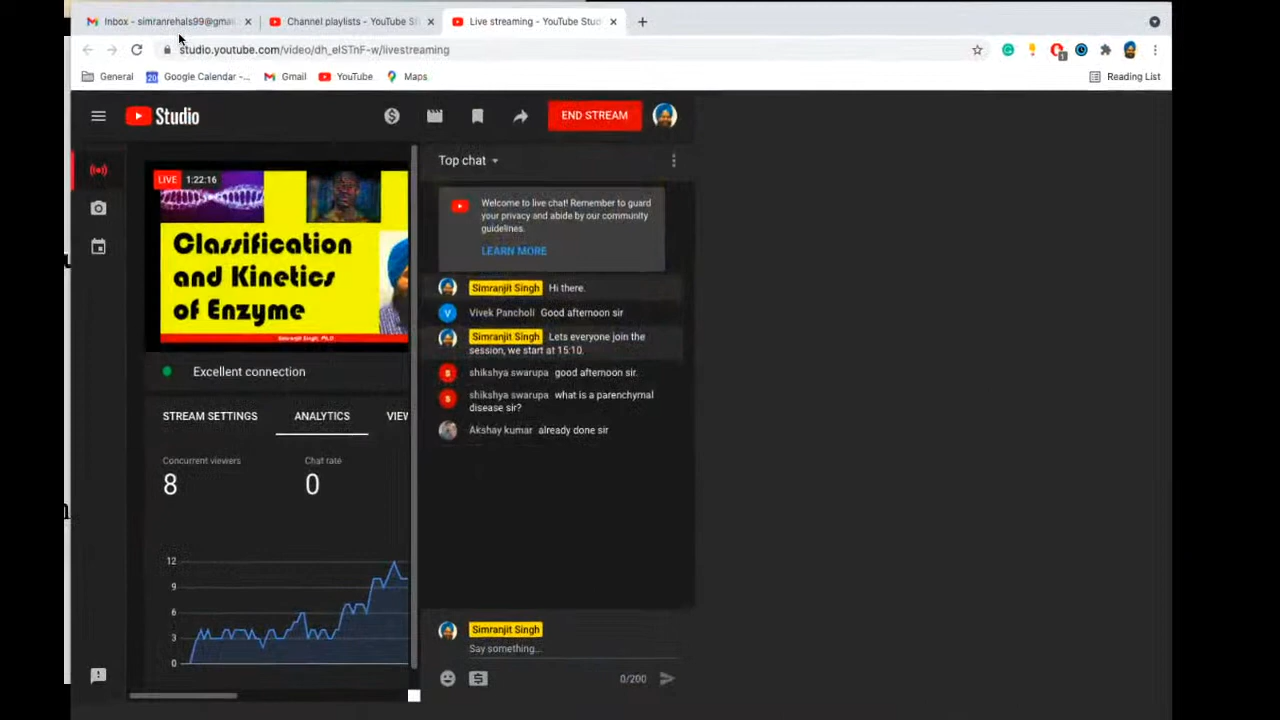 Inbox - simranrehals99@gmai
Channel playlists - YouTube St
Live streaming - YouTube Stud
studio.youtube.com/video/dh_eISTnF-w/livestreaming
General
Google Calendar -...
Gmail
YouTube
Maps
Reading List
Studio
END STREAM
Top chat
LIVE 1:22:16
Classification
and Kinetics
of Enzyme
Simranjit Singh, Ph.D
Excellent connection
STREAM SETTINGS
ANALYTICS
VIEW
Concurrent viewers
8
Chat rate
0
12
9
6
3
0
Welcome to live chat! Remember to guard
your privacy and abide by our community
guidelines.
LEARN MORE
Simranjit Singh Hi there.
V Vivek Pancholi Good afternoon sir
Simranjit Singh Lets everyone join the
session, we start at 15:10.
s shikshya swarupa good afternoon sir.
s shikshya swarupa what is a parenchymal
disease sir?
Akshay kumar already done sir
Simranjit Singh
Say something...
0/200